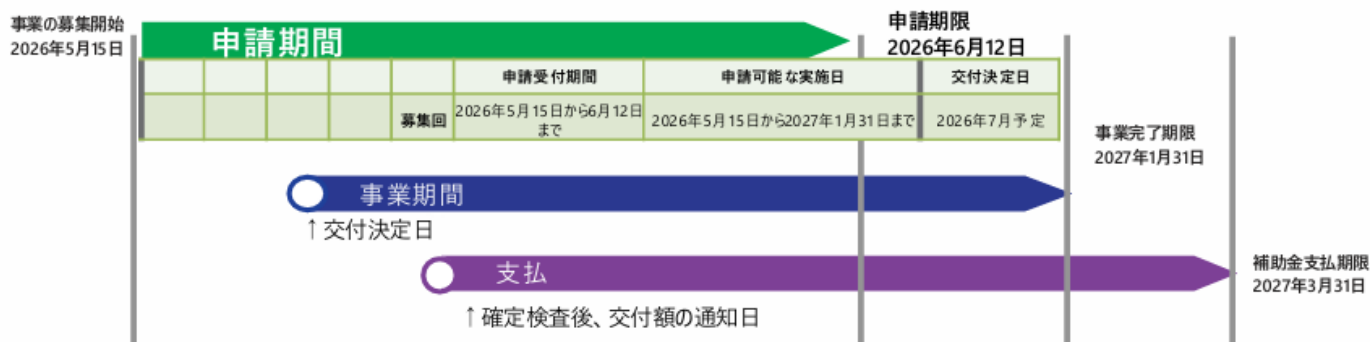 事業の募集開始
2026年5月15日
申請期間
申請期限
2026年6月12日
申請受付期間
申請可能な実施日
交付決定日
募集回
2026年5月15日から6月12日
まで
2026年5月15日から2027年1月31日まで
2026年7月予定
事業完了期限
2027年1月31日
事業期間
↑交付決定日
支払
補助金支払期限
2027年3月31日
↑確定検査後、交付額の通知日